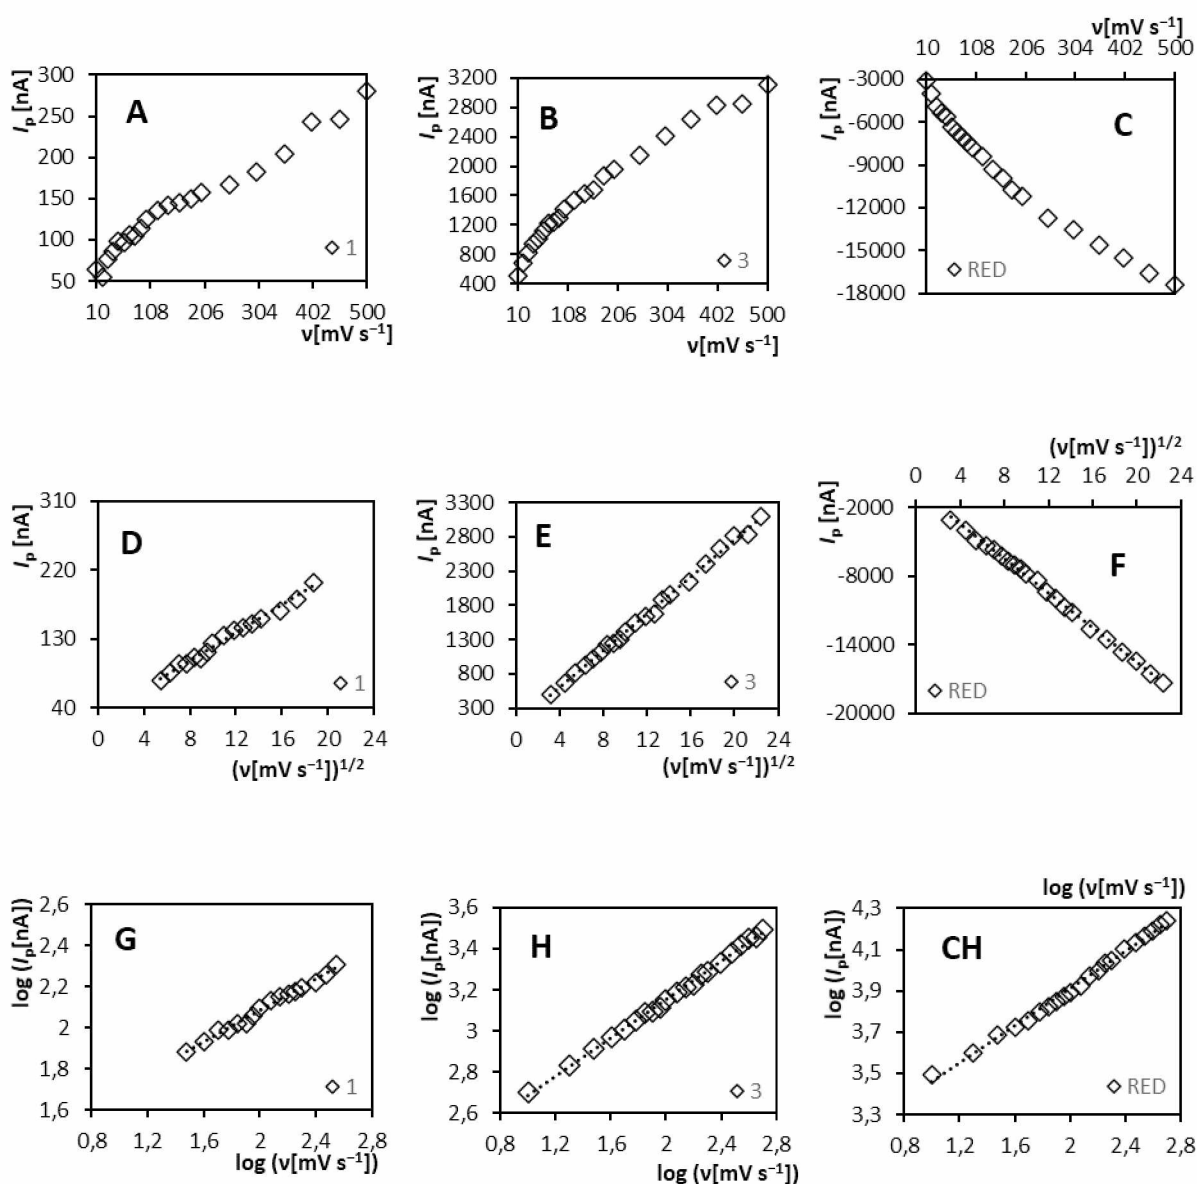 ν[mV s⁻¹]
10 108 206 304 402 500
300
250
200
150
100
50
Iₚ [nA]
A
1
10 108 206 304 402 500
ν[mV s⁻¹]
3200
2800
2400
2000
1600
1200
800
400
Iₚ [nA]
B
3
10 108 206 304 402 500
ν[mV s⁻¹]
-3000
-6000
-9000
-12000
-15000
-18000
Iₚ [nA]
C
RED
(ν[mV s⁻¹])¹/²
0 4 8 12 16 20 24
310
220
130
40
Iₚ [nA]
D
1
0 4 8 12 16 20 24
(ν[mV s⁻¹])¹/²
3300
2800
2300
1800
1300
800
300
Iₚ [nA]
E
3
0 4 8 12 16 20 24
(ν[mV s⁻¹])¹/²
-2000
-8000
-14000
-20000
Iₚ [nA]
F
RED
log (ν[mV s⁻¹])
2,6
2,4
2,2
2
1,8
1,6
log (Iₚ[nA])
G
1
0,8 1,2 1,6 2 2,4 2,8
log (ν[mV s⁻¹])
3,6
3,4
3,2
3
2,8
2,6
log (Iₚ[nA])
H
3
0,8 1,2 1,6 2 2,4 2,8
log (ν[mV s⁻¹])
4,3
4,1
3,9
3,7
3,5
3,3
log (Iₚ[nA])
CH
RED
0,8 1,2 1,6 2 2,4 2,8